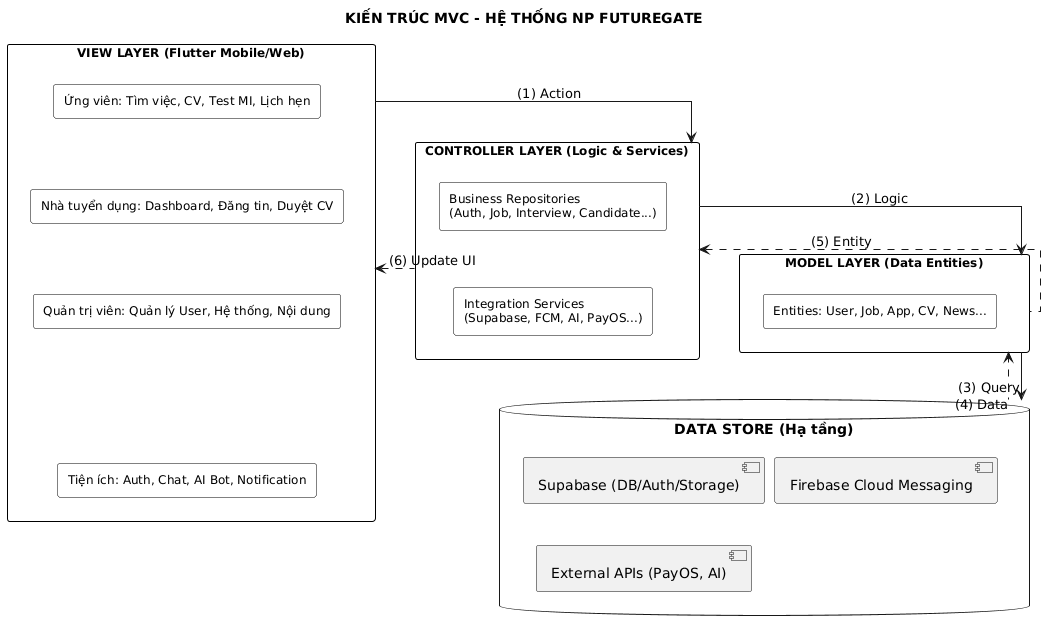 KIẾN TRÚC MVC - HỆ THỐNG NP FUTUREGATE
VIEW LAYER (Flutter Mobile/Web)
Ứng viên: Tìm việc, CV, Test MI, Lịch hẹn
Nhà tuyển dụng: Dashboard, Đăng tin, Duyệt CV
Quản trị viên: Quản lý User, Hệ thống, Nội dung
Tiện ích: Auth, Chat, AI Bot, Notification
(1) Action
CONTROLLER LAYER (Logic & Services)
Business Repositories
(Auth, Job, Interview, Candidate...)
(6) Update UI
Integration Services
(Supabase, FCM, AI, PayOS...)
(2) Logic
(5) Entity
MODEL LAYER (Data Entities)
Entities: User, Job, App, CV, News...
(3) Query
(4) Data
DATA STORE (Hạ tầng)
Supabase (DB/Auth/Storage)
Firebase Cloud Messaging
External APIs (PayOS, AI)